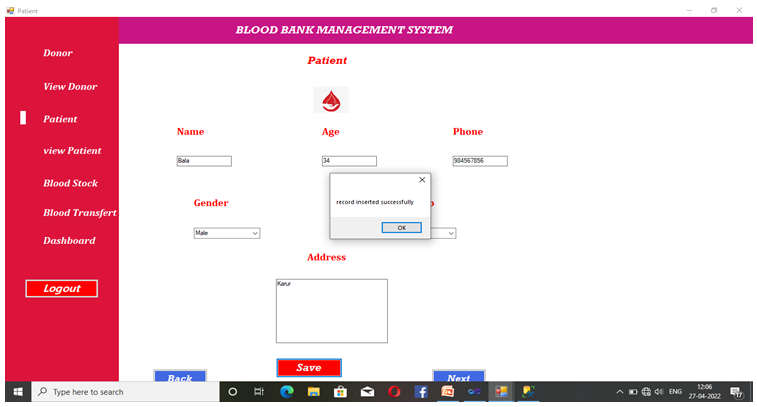 Patient
BLOOD BANK MANAGEMENT SYSTEM
Donor
View Donor
Patient
view Patient
Blood Stock
Blood Transfert
Dashboard
Logout
Patient
Name Age Phone
Bala 34 984567856
Gender
Male
record inserted successfully
OK
Address
Karur
Save
Back Next
Type here to search
ENG
12:06
27-04-2022
17